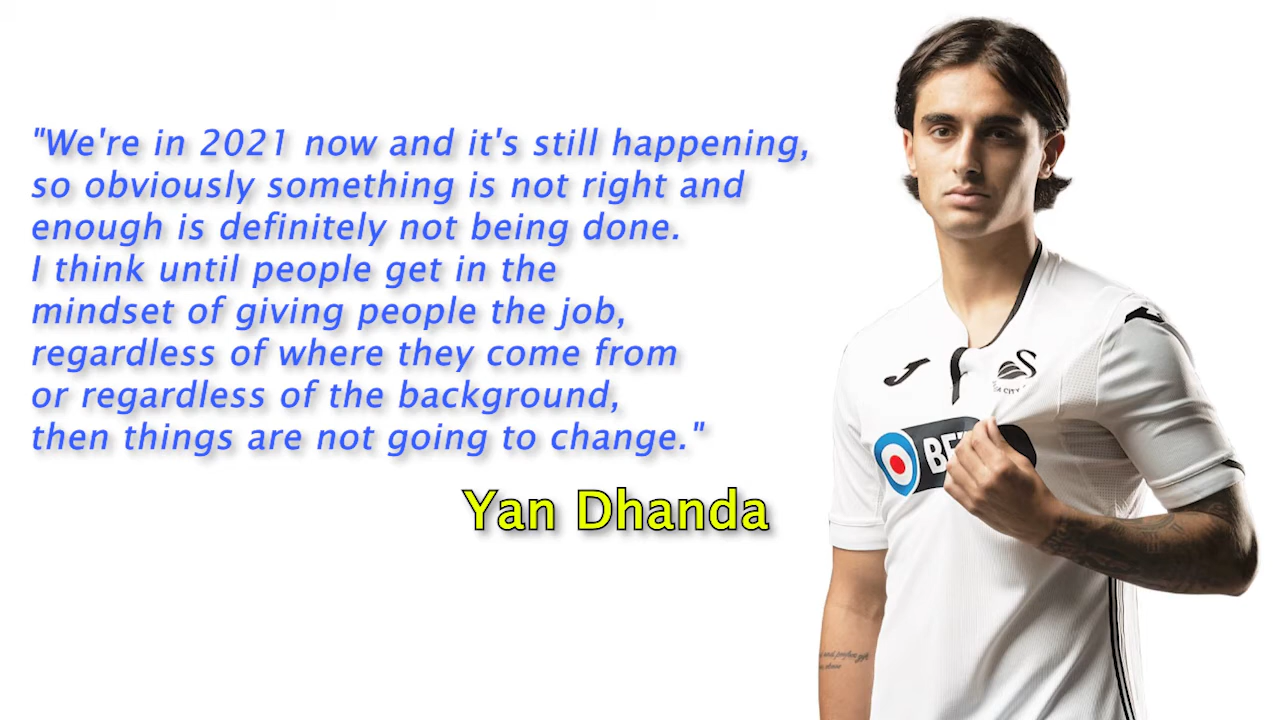 "We're in 2021 now and it's still happening,
so obviously something is not right and
enough is definitely not being done.
I think until people get in the
mindset of giving people the job,
regardless of where they come from
or regardless of the background,
then things are not going to change."
Yan Dhanda